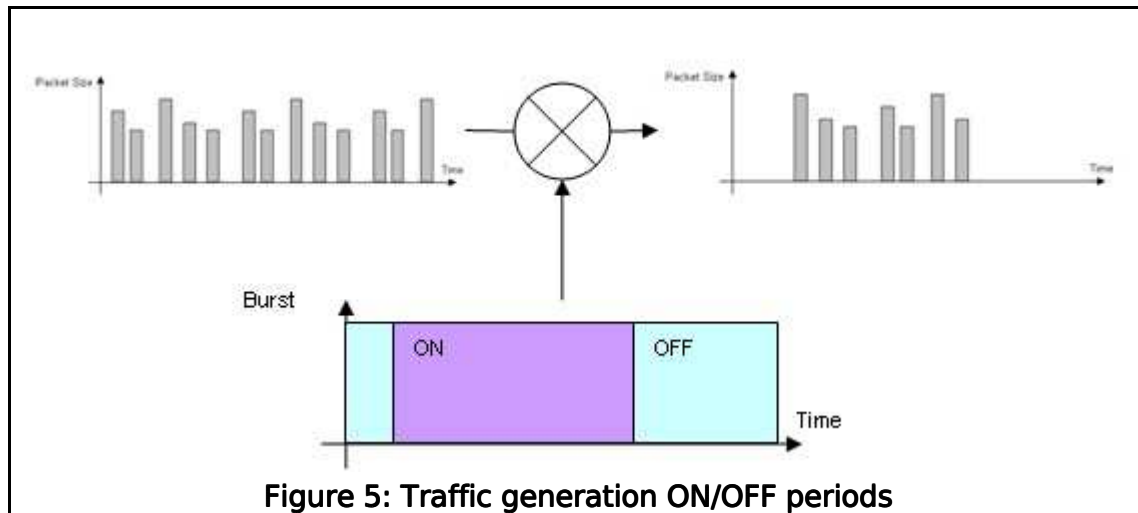 Packet Size
Time
Packet Size
Time
Burst
ON
OFF
Time
Figure 5: Traffic generation ON/OFF periods